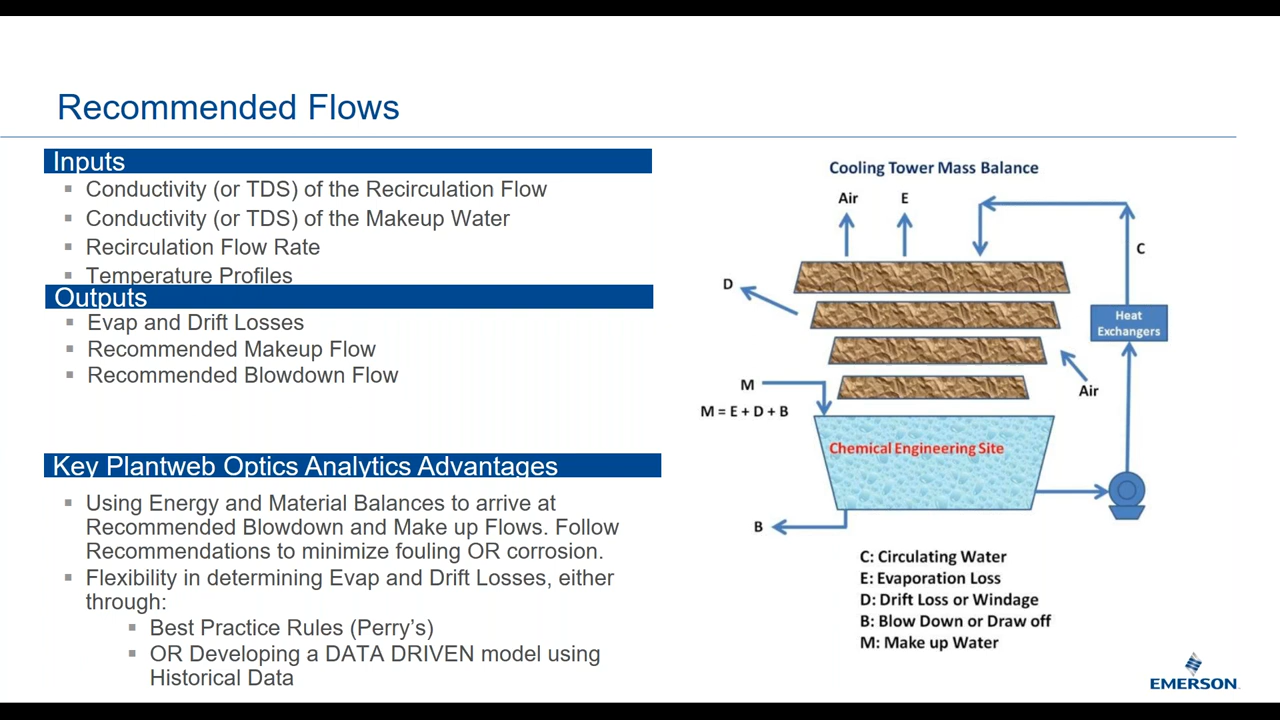 Recommended Flows
Inputs
Conductivity (or TDS) of the Recirculation Flow
Conductivity (or TDS) of the Makeup Water
Recirculation Flow Rate
Temperature Profiles
Outputs
Evap and Drift Losses
Recommended Makeup Flow
Recommended Blowdown Flow
Key Plantweb Optics Analytics Advantages
Using Energy and Material Balances to arrive at
Recommended Blowdown and Make up Flows. Follow
Recommendations to minimize fouling OR corrosion.
Flexibility in determining Evap and Drift Losses, either
through:
Best Practice Rules (Perry’s)
OR Developing a DATA DRIVEN model using
Historical Data
Cooling Tower Mass Balance
Air
E
C
D
Heat
Exchangers
Air
M
M = E + D + B
Chemical Engineering Site
B
C: Circulating Water
E: Evaporation Loss
D: Drift Loss or Windage
B: Blow Down or Draw off
M: Make up Water
EMERSON